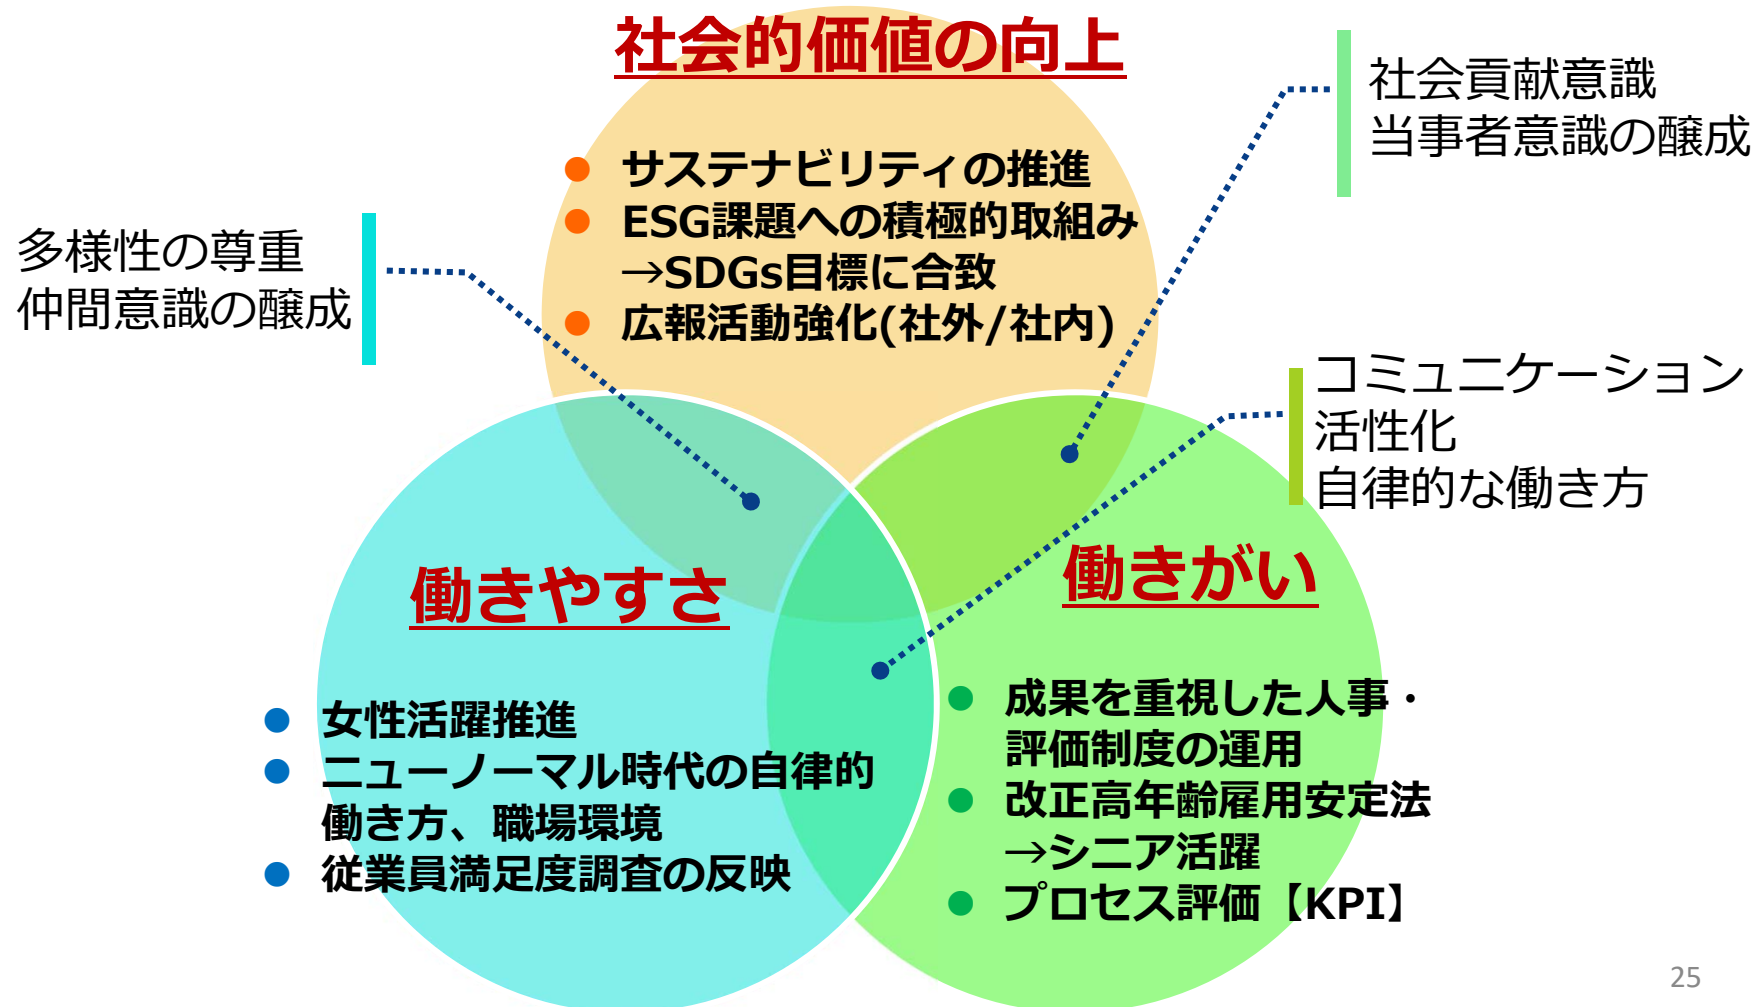 社会的価値の向上
サステナビリティの推進
ESG課題への積極的取組み
→SDGs目標に合致
広報活動強化(社外/社内)
多様性の尊重
仲間意識の醸成
社会貢献意識
当事者意識の醸成
コミュニケーション
活性化
自律的な働き方
働きやすさ
女性活躍推進
ニューノーマル時代の自律的
働き方、職場環境
従業員満足度調査の反映
働きがい
成果を重視した人事・
評価制度の運用
改正高年齢雇用安定法
→シニア活躍
プロセス評価【KPI】
25